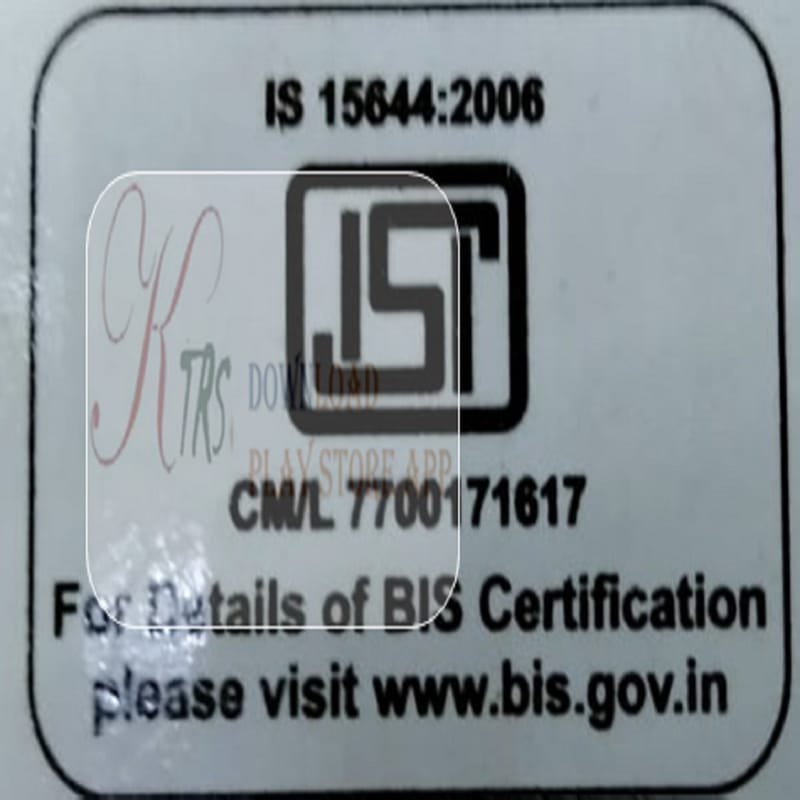 IS 15644:2006
ISI
KTRS
DOWNLOAD
PLAY STORE APP
CM/L 7700171617
For Details of BIS Certification
please visit www.bis.gov.in